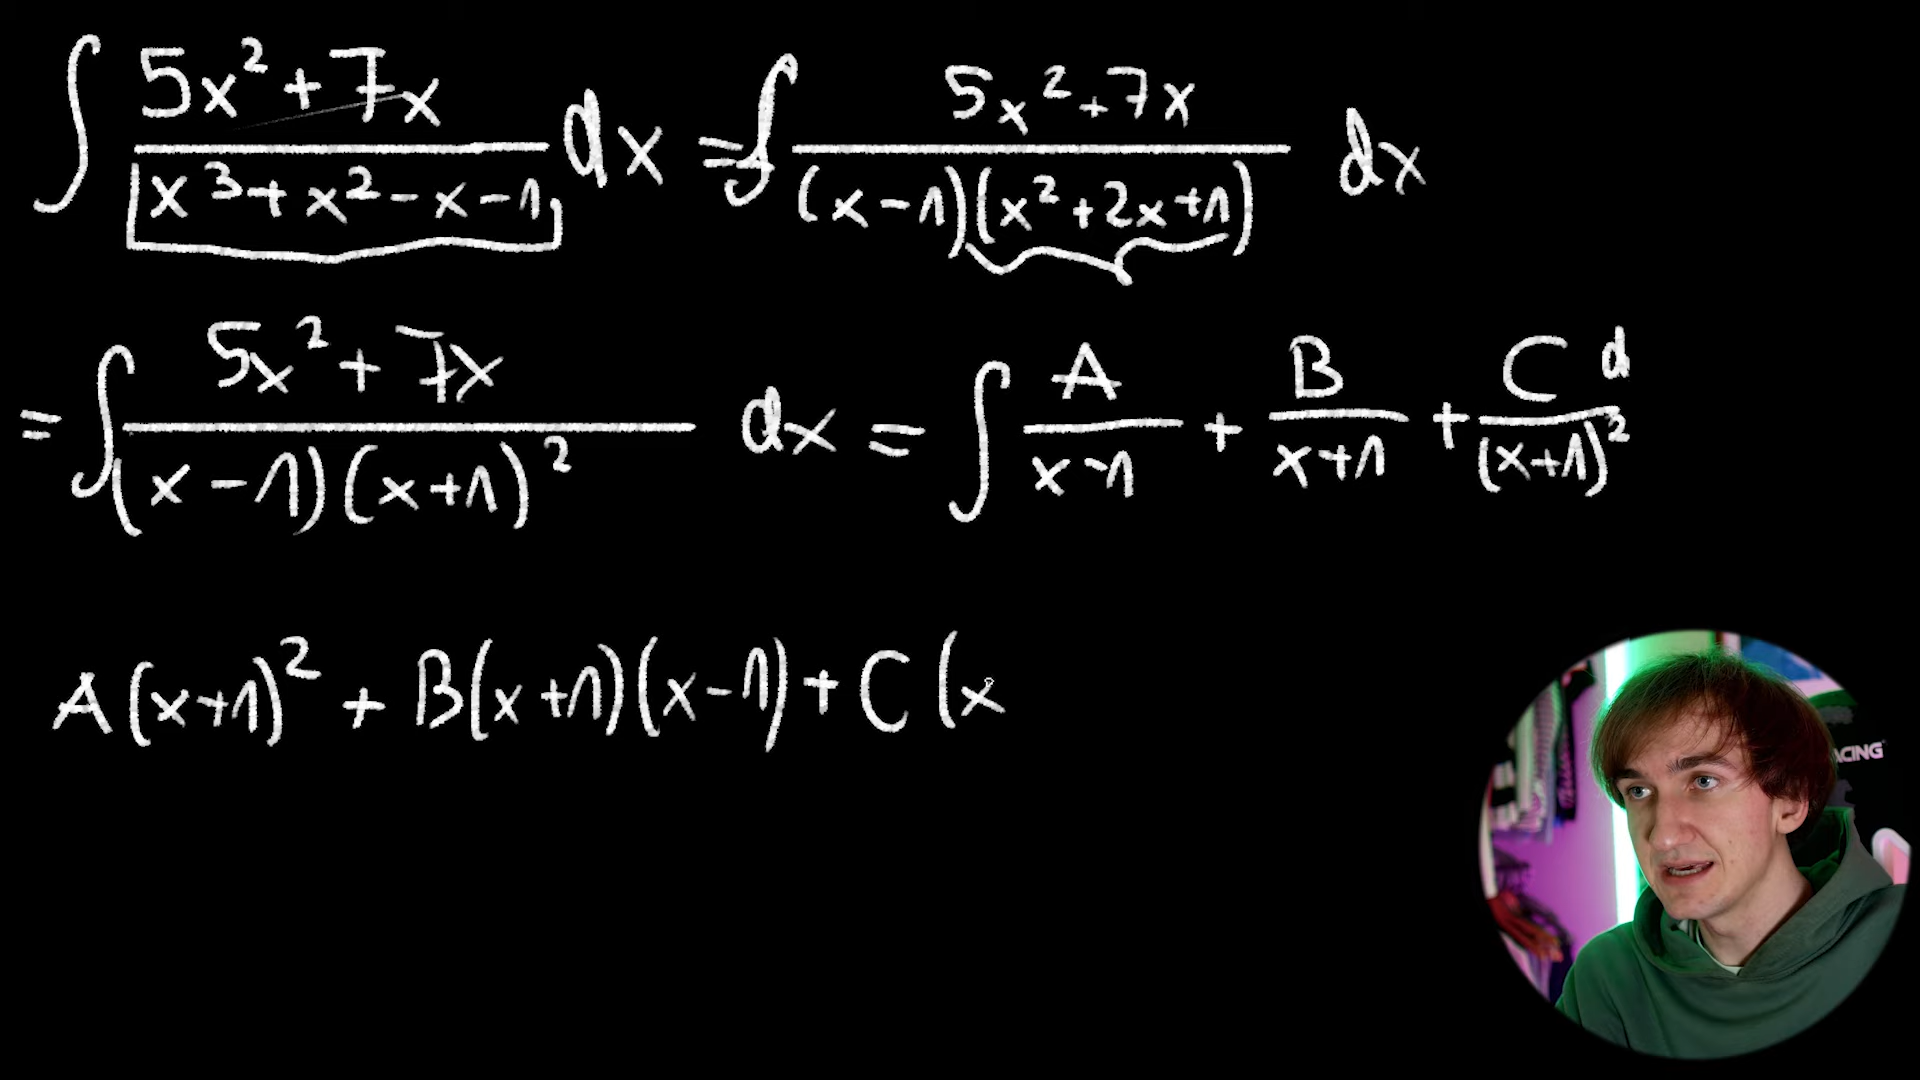 ∫ 5x²+7x / x³+x²-x-1 dx = ∫ 5x²+7x / (x-1)(x²+2x+1) dx
= ∫ 5x²+7x / (x-1)(x+1)² dx = ∫ A / x-1 + B / x+1 + C d / (x+1)²
A(x+1)² + B(x+1)(x-1) + C(x
ACING